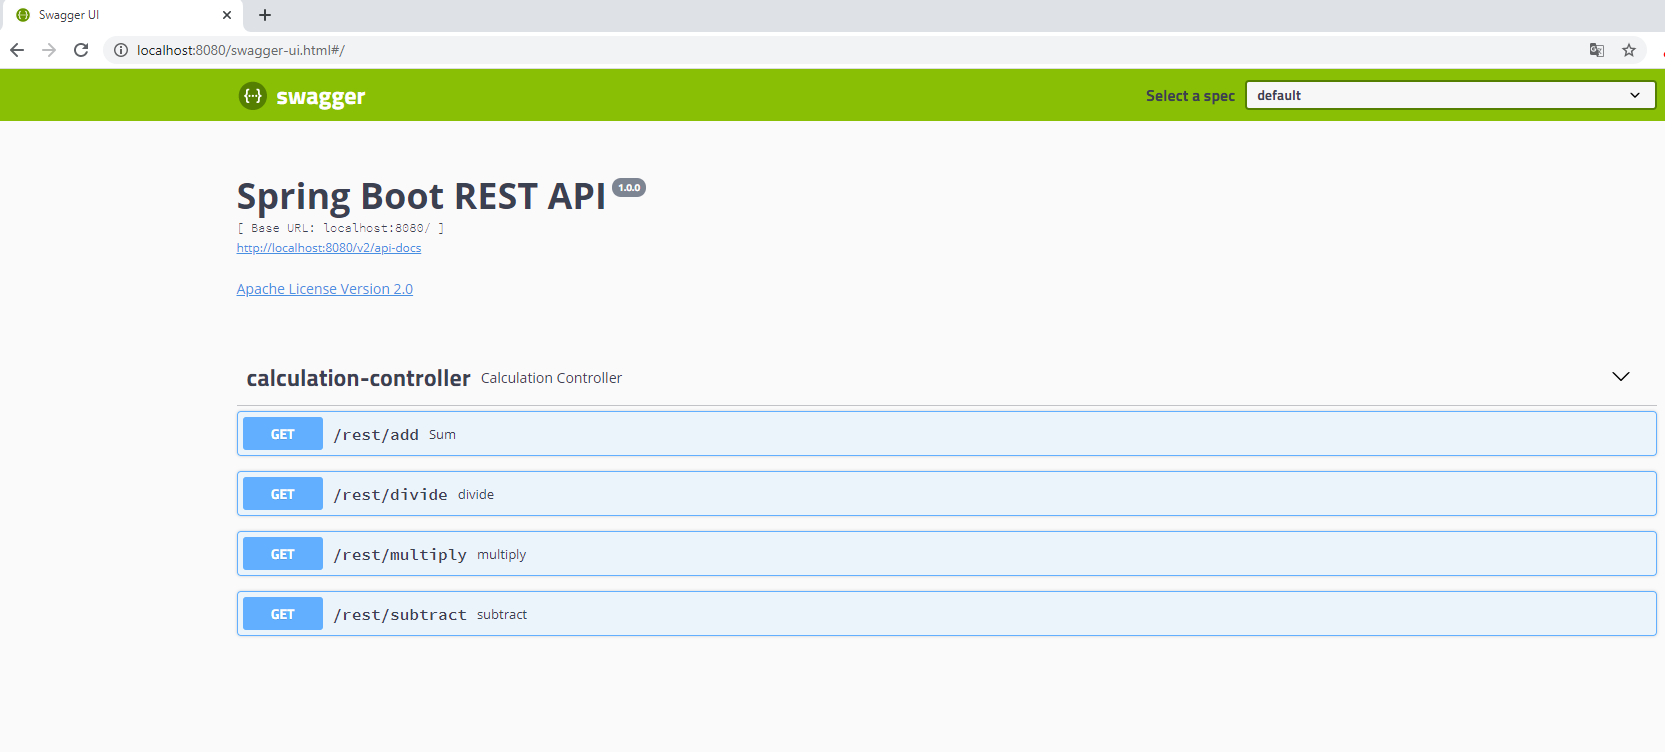 Swagger UI
localhost:8080/swagger-ui.html#/
{···} swagger
Select a spec default
Spring Boot REST API 1.0.0
[ Base URL: localhost:8080/ ]
http://localhost:8080/v2/api-docs
Apache License Version 2.0
calculation-controller Calculation Controller
GET /rest/add Sum
GET /rest/divide divide
GET /rest/multiply multiply
GET /rest/subtract subtract